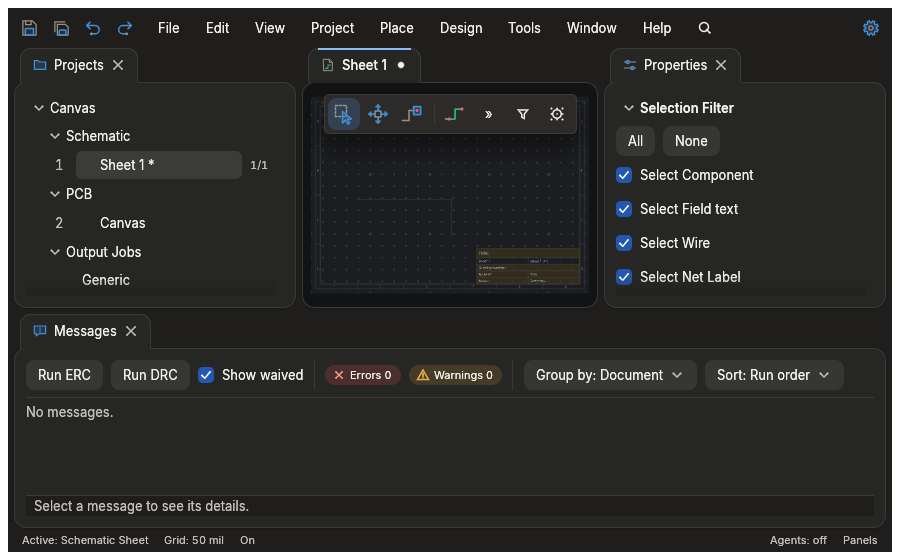 File Edit View Project Place Design Tools Window Help
Projects
Sheet 1
Properties
Canvas
Schematic
1 Sheet 1 * 1/1
PCB
2 Canvas
Output Jobs
Generic
»
Selection Filter
All None
Select Component
Select Field text
Select Wire
Select Net Label
Messages
Run ERC Run DRC Show waived Errors 0 Warnings 0 Group by: Document Sort: Run order
No messages.
Select a message to see its details.
Active: Schematic Sheet Grid: 50 mil On Agents: off Panels